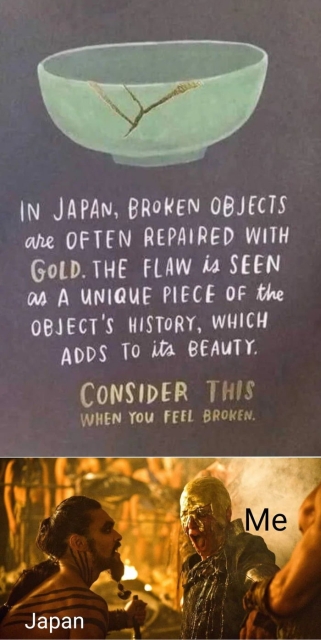 IN JAPAN, BROKEN OBJECTS
are OFTEN REPAIRED WITH
GOLD. THE FLAW is SEEN
as A UNIQUE PIECE OF the
OBJECT'S HISTORY, WHICH
ADDS TO its BEAUTY.
CONSIDER THIS
WHEN YOU FEEL BROKEN.
Me
Japan